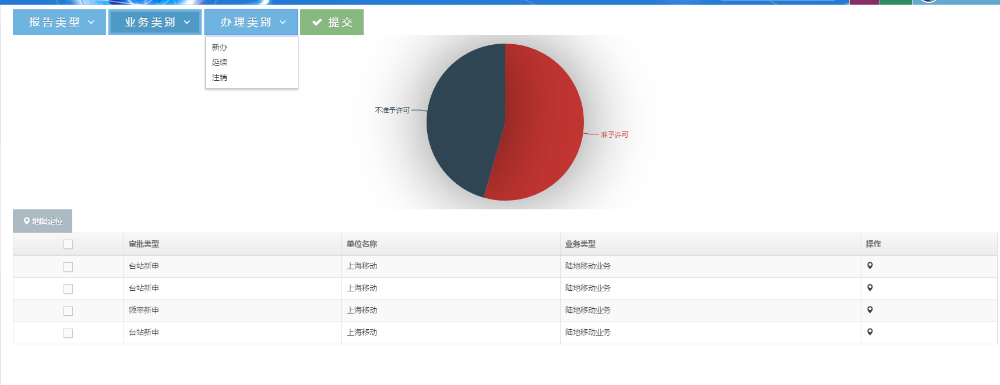 报告类型 业务类别 办理类别 提交
新办
延续
注销
不准予许可
准予许可
地图定位
审批类型 单位名称 业务类型 操作
台站新申 上海移动 陆地移动业务
台站新申 上海移动 陆地移动业务
频率新申 上海移动 陆地移动业务
台站新申 上海移动 陆地移动业务